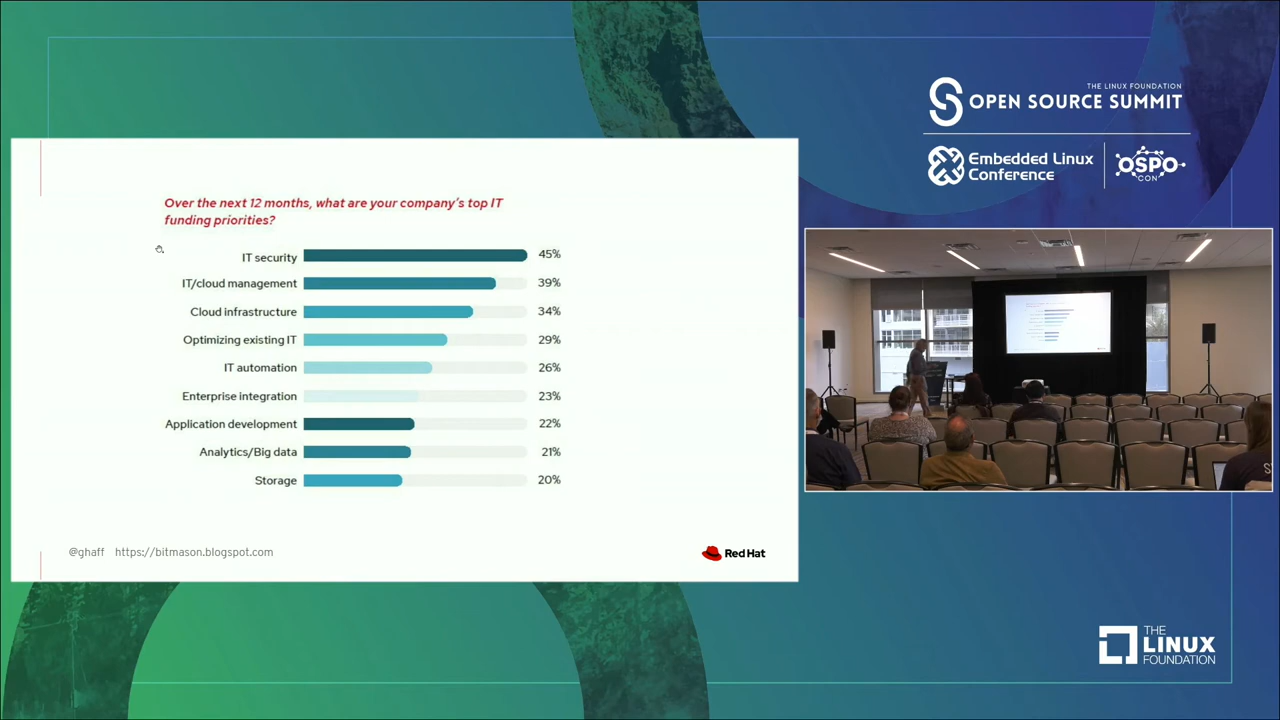 THE LINUX FOUNDATION
OPEN SOURCE SUMMIT
Embedded Linux
Conference
OSPO
CON
Over the next 12 months, what are your company's top IT
funding priorities?
IT security 45%
IT/cloud management 39%
Cloud infrastructure 34%
Optimizing existing IT 29%
IT automation 26%
Enterprise integration 23%
Application development 22%
Analytics/Big data 21%
Storage 20%
@ghaff https://bitmason.blogspot.com
Red Hat
THE
LINUX
FOUNDATION